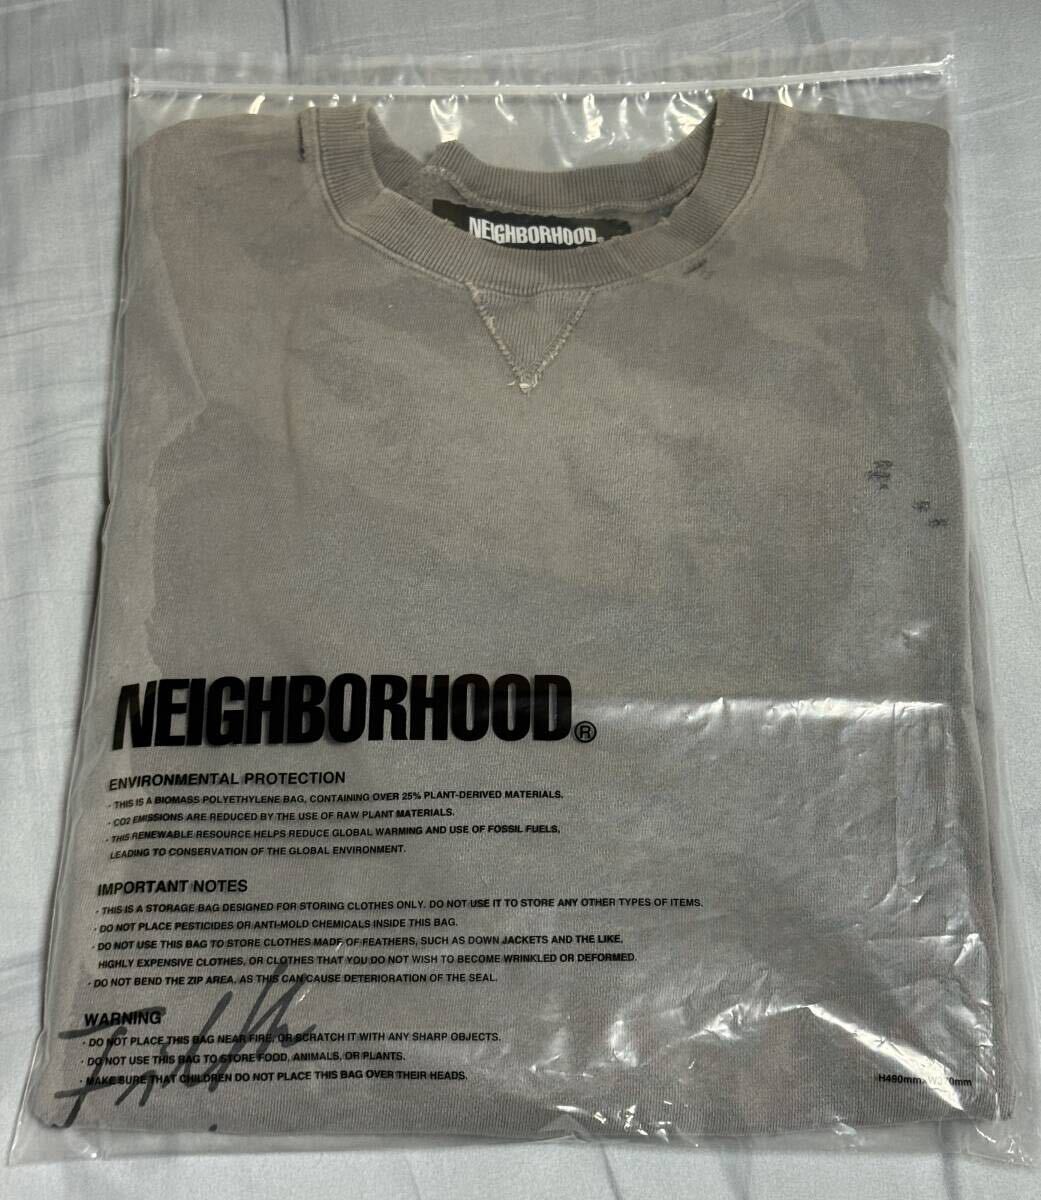 NEIGHBORHOOD
NEIGHBORHOOD®
ENVIRONMENTAL PROTECTION
· THIS IS A BIOMASS POLYETHYLENE BAG, CONTAINING OVER 25% PLANT-DERIVED MATERIALS.
· CO2 EMISSIONS ARE REDUCED BY THE USE OF RAW PLANT MATERIALS.
· THIS RENEWABLE RESOURCE HELPS REDUCE GLOBAL WARMING AND USE OF FOSSIL FUELS,
LEADING TO CONSERVATION OF THE GLOBAL ENVIRONMENT.
IMPORTANT NOTES
· THIS IS A STORAGE BAG DESIGNED FOR STORING CLOTHES ONLY. DO NOT USE IT TO STORE ANY OTHER TYPES OF ITEMS.
· DO NOT PLACE PESTICIDES OR ANTI-MOLD CHEMICALS INSIDE THIS BAG.
· DO NOT USE THIS BAG TO STORE CLOTHES MADE OF FEATHERS, SUCH AS DOWN JACKETS AND THE LIKE,
HIGHLY EXPENSIVE CLOTHES, OR CLOTHES THAT YOU DO NOT WISH TO BECOME WRINKLED OR DEFORMED.
· DO NOT BEND THE ZIP AREA, AS THIS CAN CAUSE DETERIORATION OF THE SEAL.
WARNING
· DO NOT PLACE THIS BAG NEAR FIRE, OR SCRATCH IT WITH ANY SHARP OBJECTS.
· DO NOT USE THIS BAG TO STORE FOOD, ANIMALS, OR PLANTS.
· MAKE SURE THAT CHILDREN DO NOT PLACE THIS BAG OVER THEIR HEADS.
H490mm×W370mm